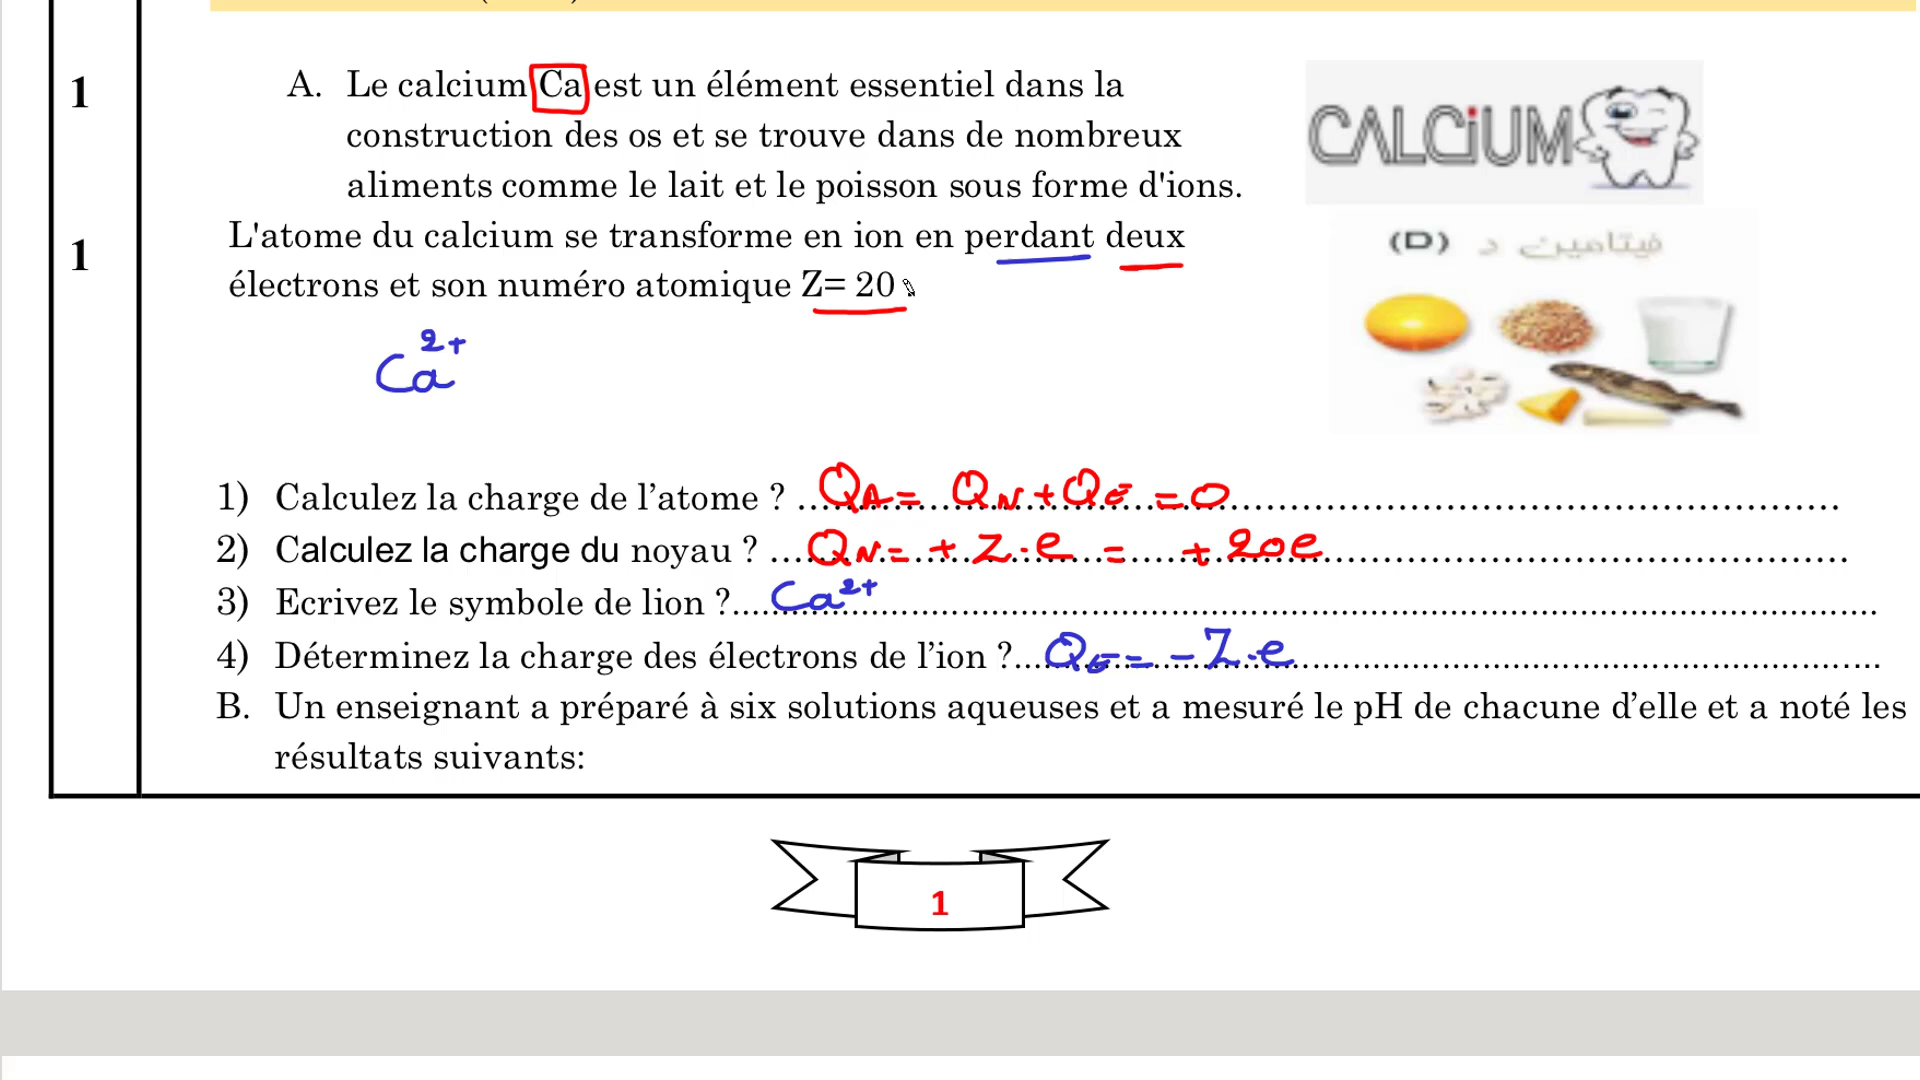 1
A. Le calcium Ca est un élément essentiel dans la
construction des os et se trouve dans de nombreux
aliments comme le lait et le poisson sous forme d'ions.
CALCiUM
1
L'atome du calcium se transforme en ion en perdant deux
électrons et son numéro atomique Z= 20
(D) فيتامين د
Ca2+
1) Calculez la charge de l’atome ? QA = QN + QE = 0
2) Calculez la charge du noyau ? QN = + Z.e = + 20e
3) Ecrivez le symbole de lion ? Ca2+
4) Déterminez la charge des électrons de l’ion ? QE = - Z.e
B. Un enseignant a préparé à six solutions aqueuses et a mesuré le pH de chacune d’elle et a noté les
résultats suivants:
1